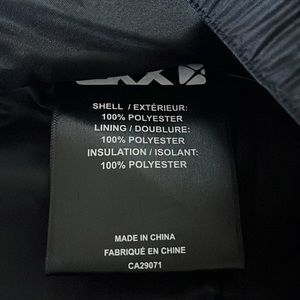 SHELL / EXTÉRIEUR:
100% POLYESTER
LINING / DOUBLURE:
100% POLYESTER
INSULATION / ISOLANT:
100% POLYESTER
MADE IN CHINA
FABRIQUÉ EN CHINE
CA29071